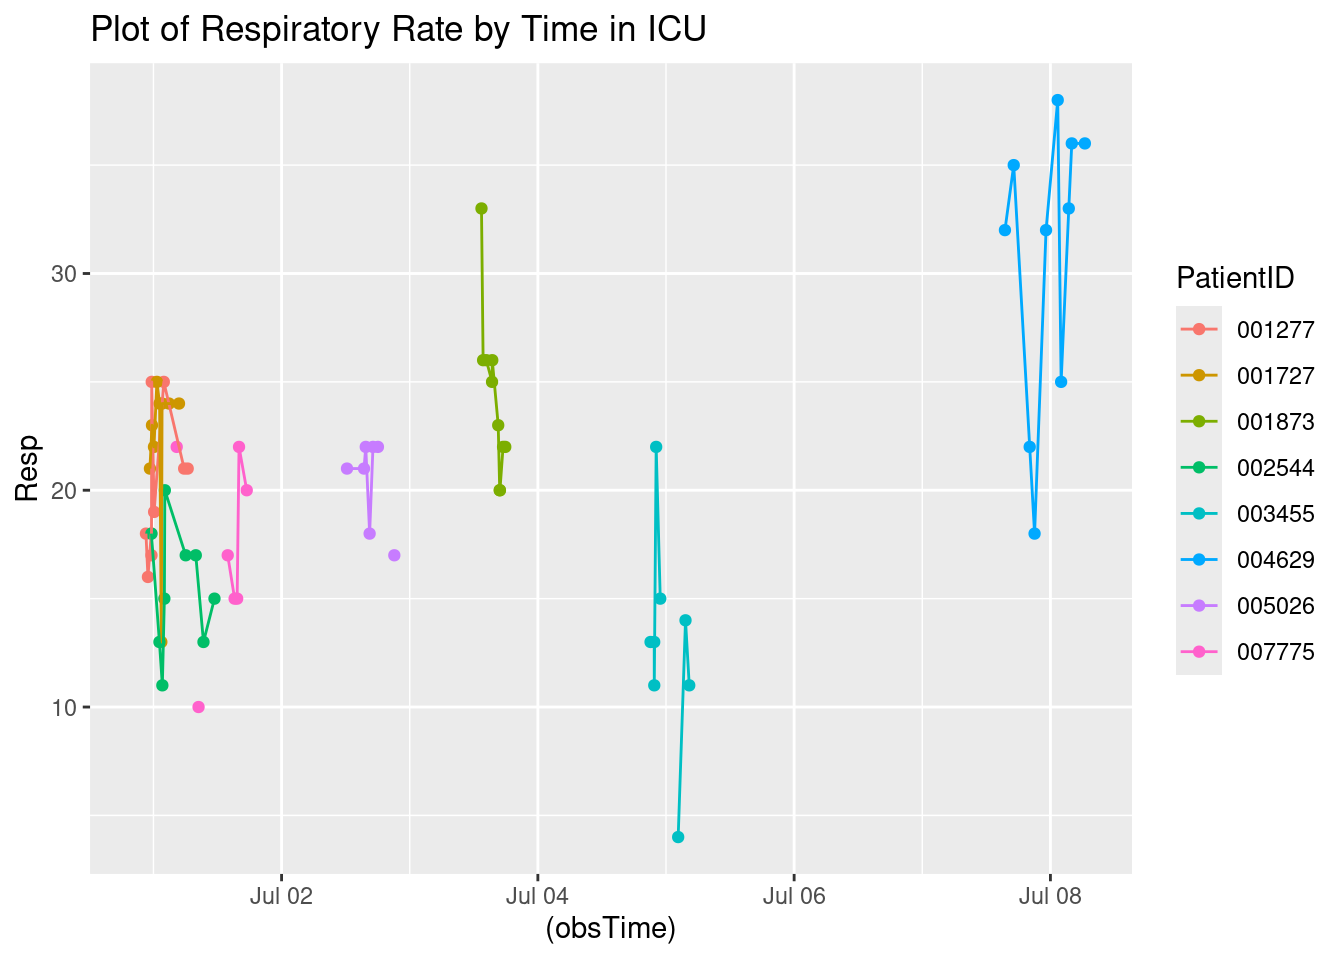 Plot of Respiratory Rate by Time in ICU
Resp
30
20
10
Jul 02
Jul 04
Jul 06
Jul 08
(obsTime)
PatientID
001277
001727
001873
002544
003455
004629
005026
007775